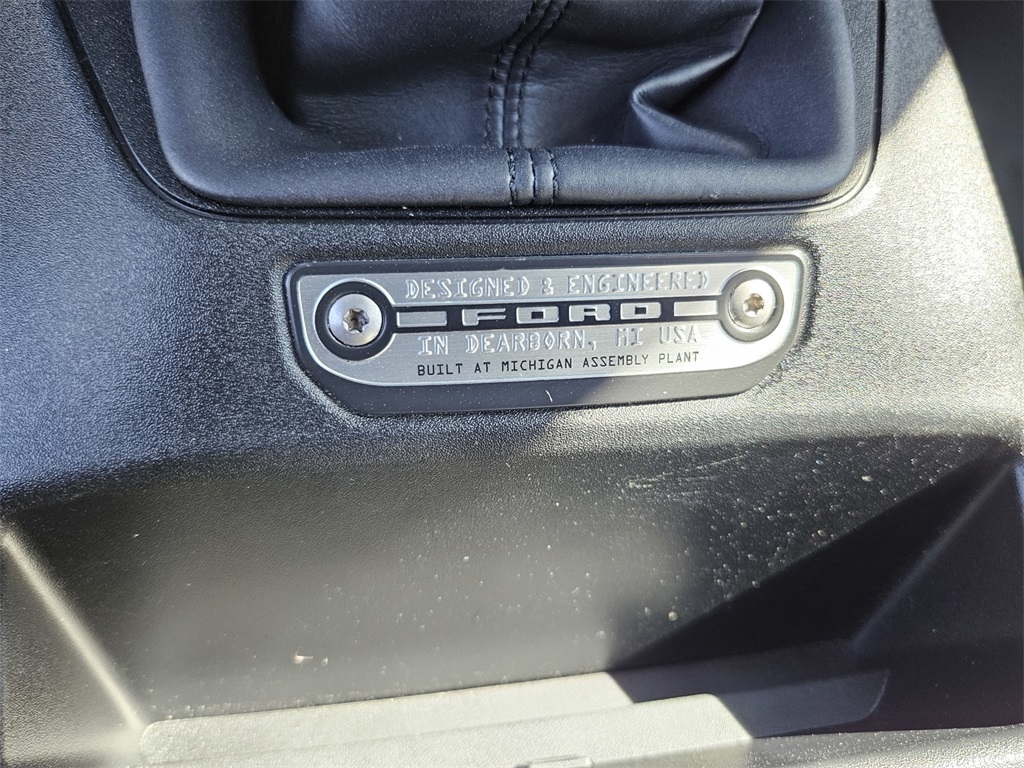 DESIGNED & ENGINEERED
FORD
IN DEARBORN, MI USA
BUILT AT MICHIGAN ASSEMBLY PLANT